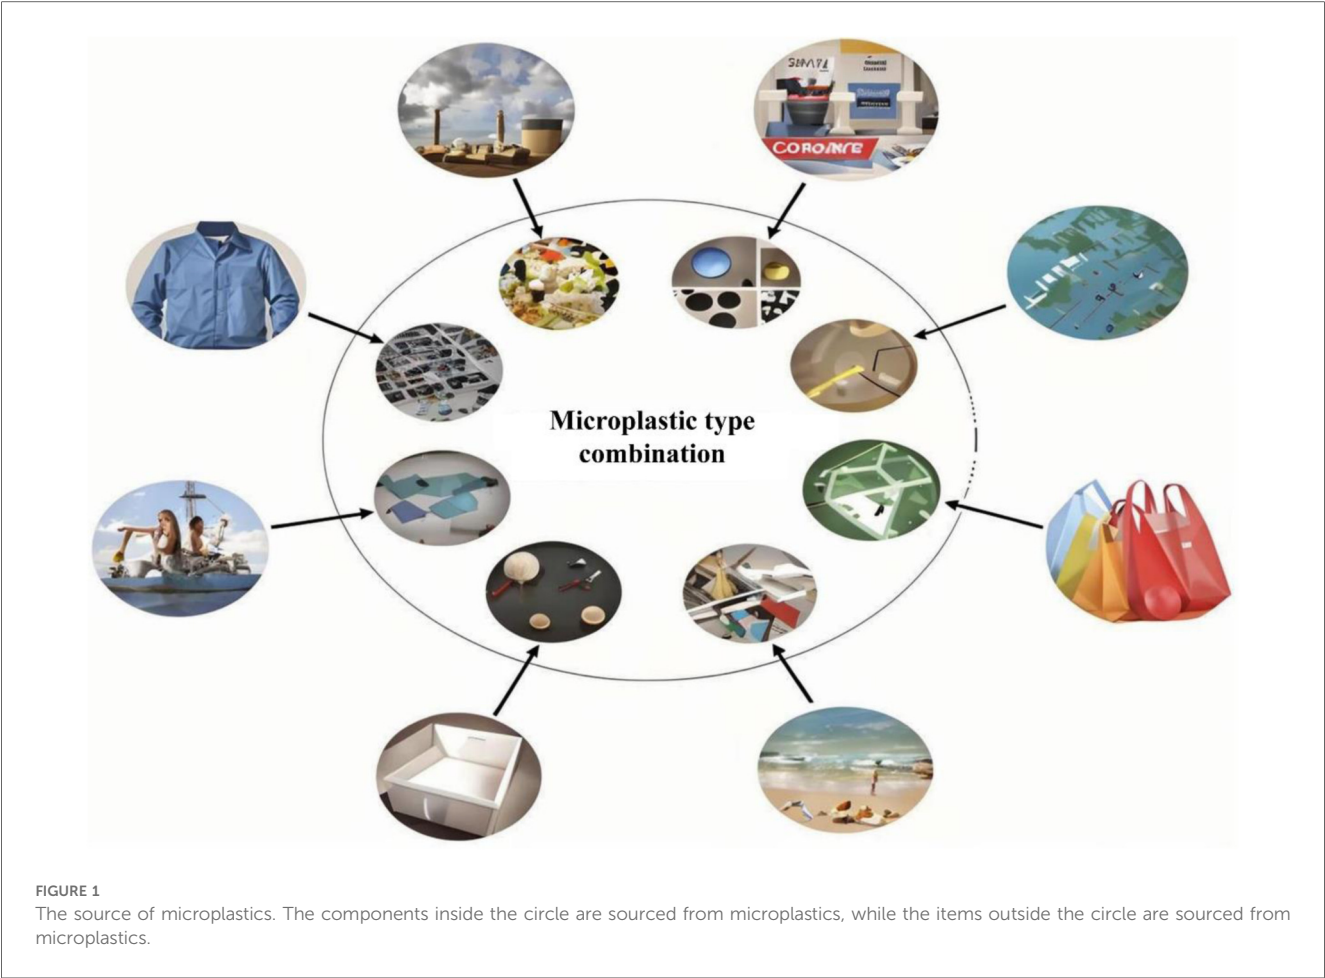 COROMRE
Microplastic type
combination
FIGURE 1
The source of microplastics. The components inside the circle are sourced from microplastics, while the items outside the circle are sourced from
microplastics.